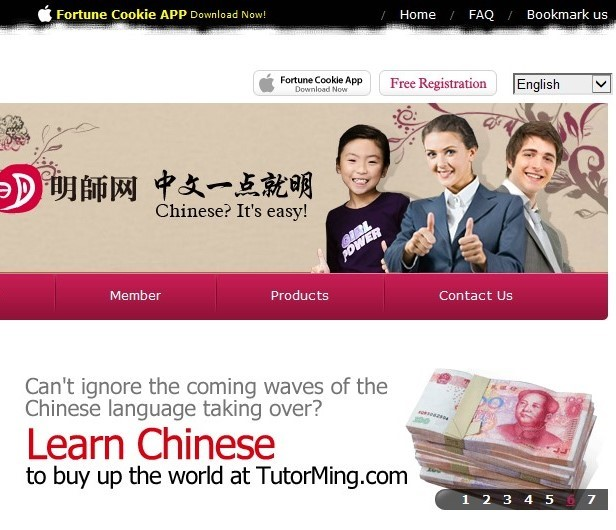 Fortune Cookie APP Download Now! / Home / FAQ / Bookmark us
Fortune Cookie App
Download Now
Free Registration
English
明師网 中文一点就明
Chinese? It's easy!
GIRL
POWER
Member Products Contact Us
Can't ignore the coming waves of the
Chinese language taking over?
Learn Chinese
to buy up the world at TutorMing.com
100
1 2 3 4 5 6 7